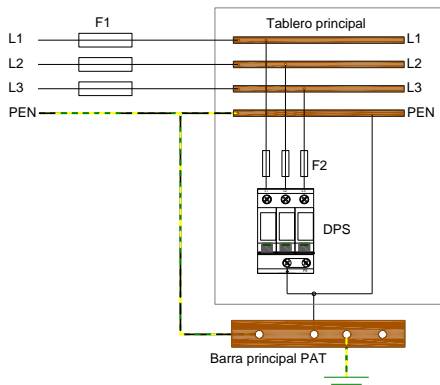 F1
Tablero principal
L1
L1
L2
L2
L3
L3
PEN
PEN
F2
DPS
Barra principal PAT